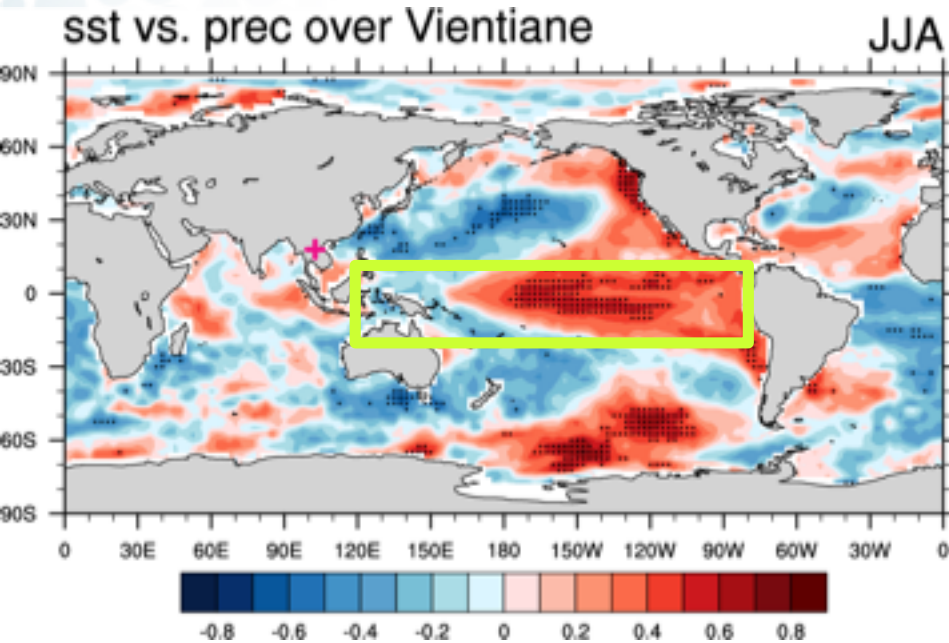 sst vs. prec over Vientiane JJA
90N
60N
30N
0
30S
60S
90S
0 30E 60E 90E 120E 150E 180 150W 120W 90W 60W 30W 0
-0.8 -0.6 -0.4 -0.2 0 0.2 0.4 0.6 0.8